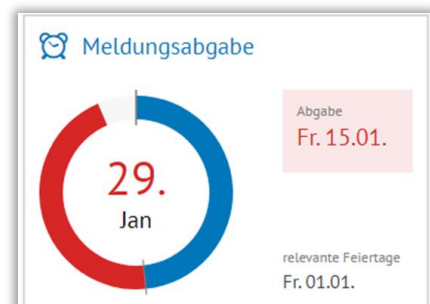 Meldungsabgabe
29.
Jan
Abgabe
Fr. 15.01.
relevante Feiertage
Fr. 01.01.